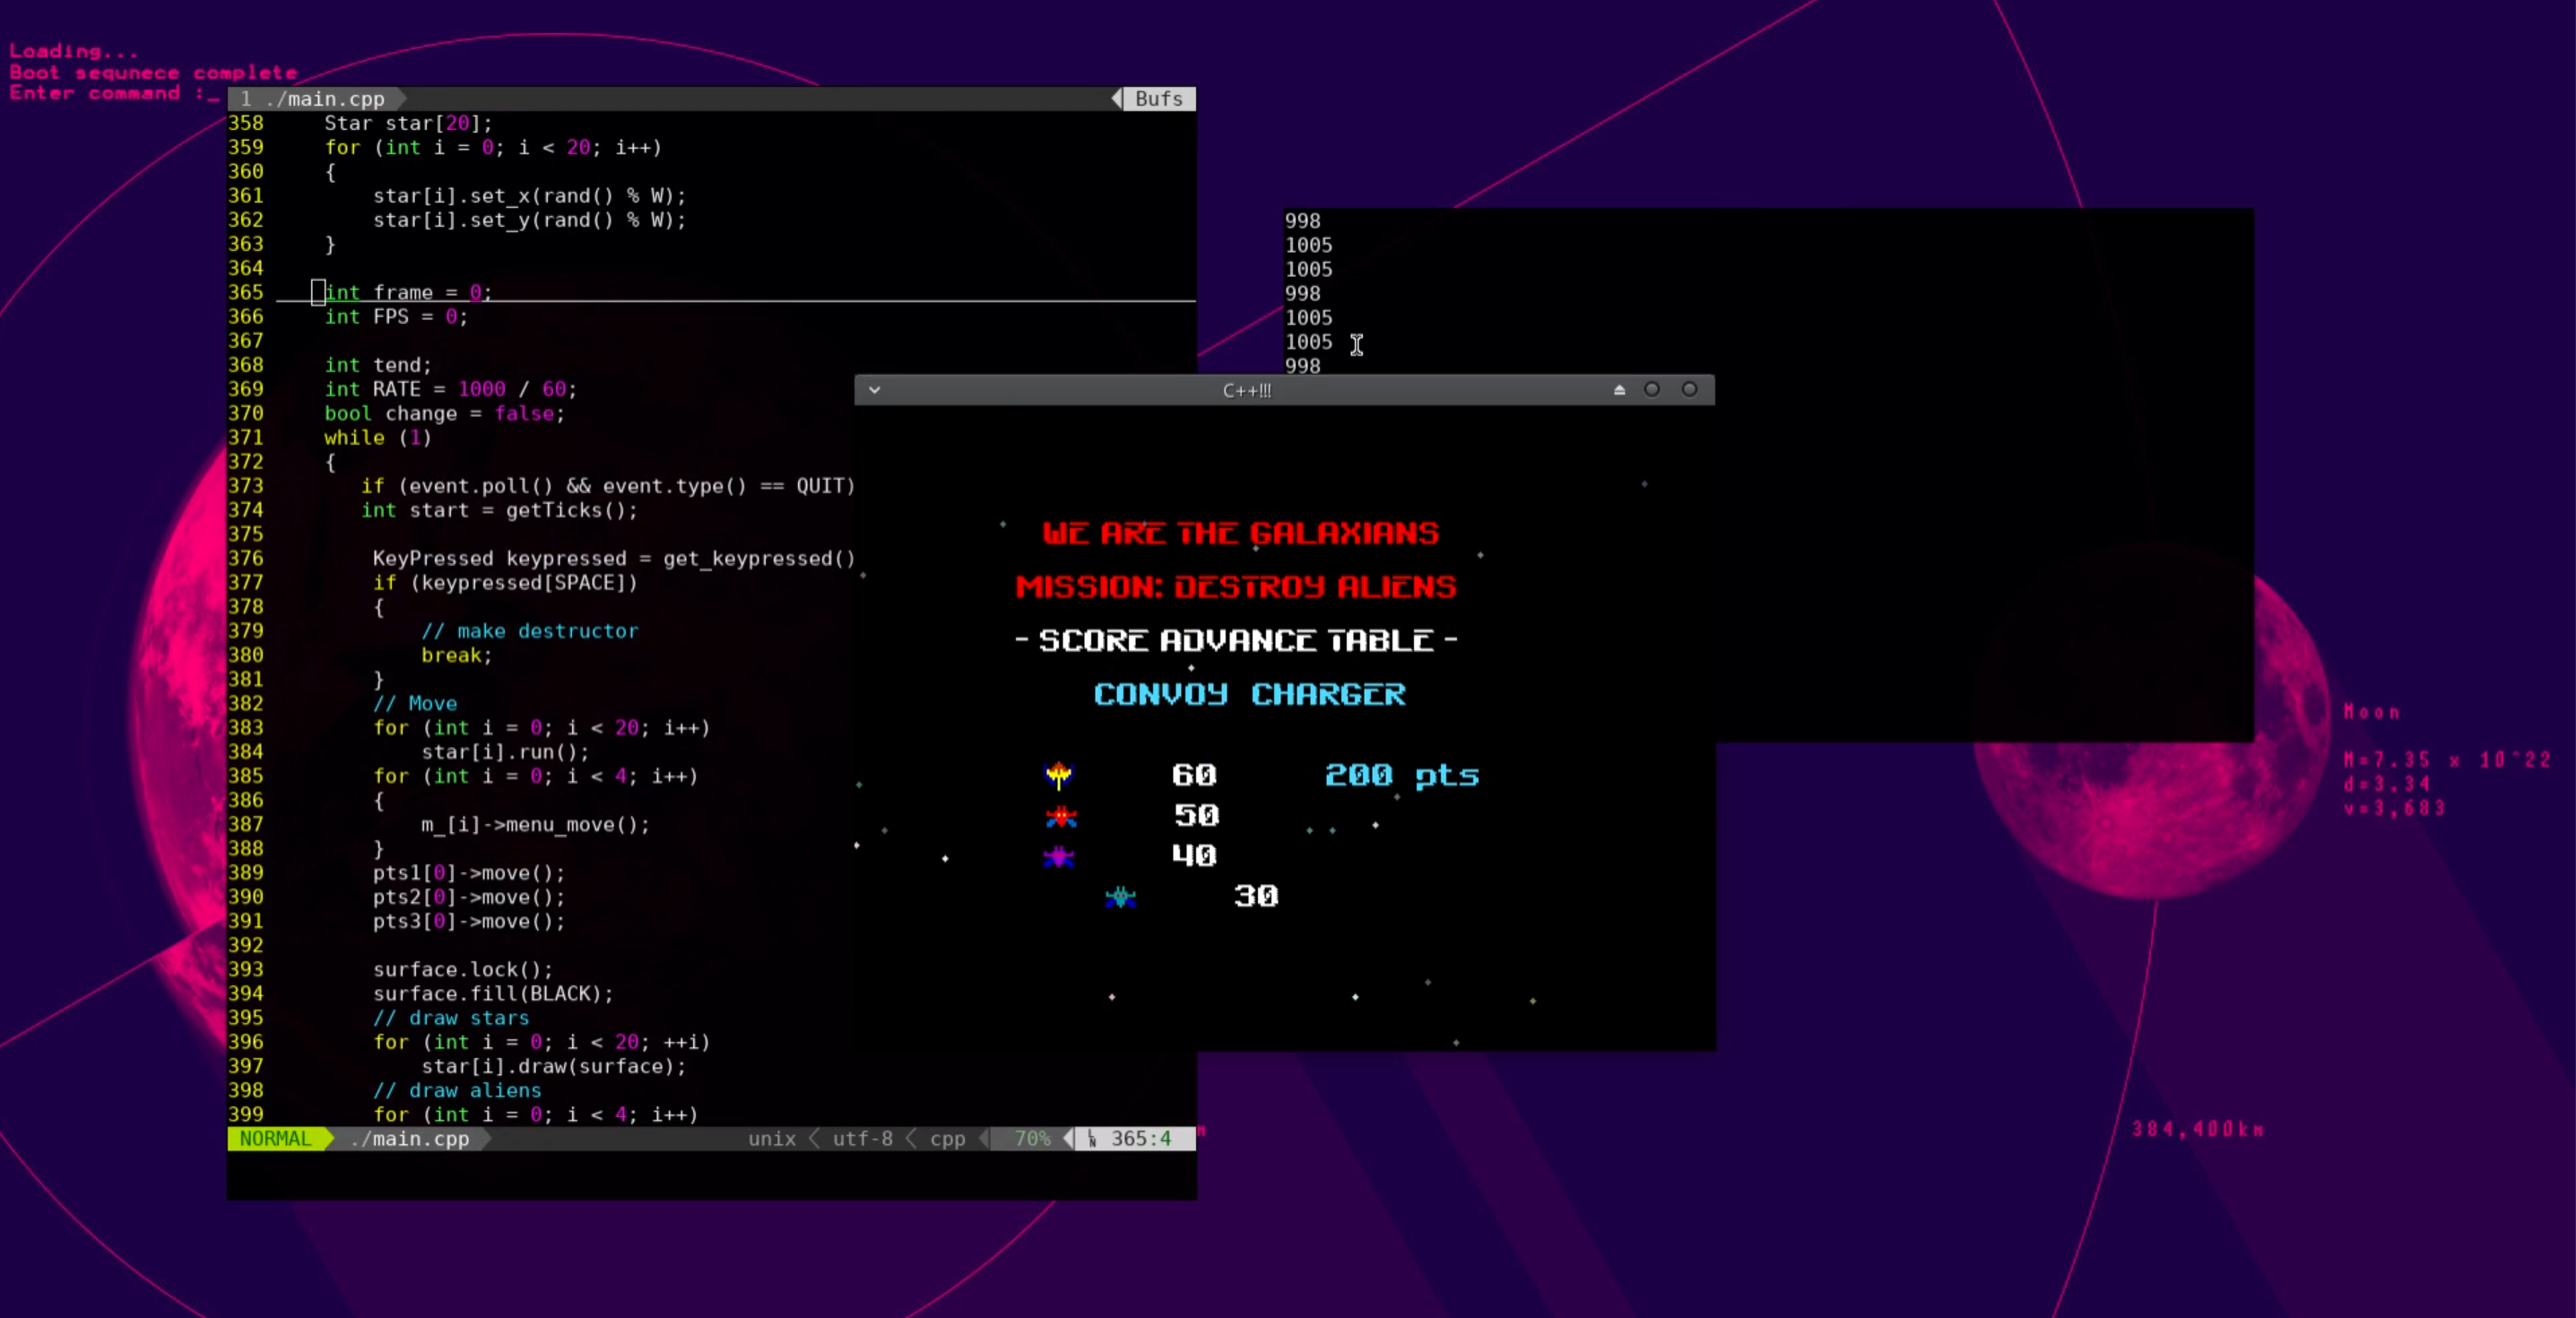 Loading...
Boot sequnece complete
Enter command :_
1 ./main.cpp
Bufs
358 Star star[20];
359 for (int i = 0; i < 20; i++)
360 {
361 star[i].set_x(rand() % W);
362 star[i].set_y(rand() % W);
363 }
364
365 int frame = 0;
366 int FPS = 0;
367
368 int tend;
369 int RATE = 1000 / 60;
370 bool change = false;
371 while (1)
372 {
373 if (event.poll() && event.type() == QUIT)
374 int start = getTicks();
375
376 KeyPressed keypressed = get_keypressed()
377 if (keypressed[SPACE])
378 {
379 // make destructor
380 break;
381 }
382 // Move
383 for (int i = 0; i < 20; i++)
384 star[i].run();
385 for (int i = 0; i < 4; i++)
386 {
387 m_[i]->menu_move();
388 }
389 pts1[0]->move();
390 pts2[0]->move();
391 pts3[0]->move();
392
393 surface.lock();
394 surface.fill(BLACK);
395 // draw stars
396 for (int i = 0; i < 20; ++i)
397 star[i].draw(surface);
398 // draw aliens
399 for (int i = 0; i < 4; i++)
NORMAL ./main.cpp unix utf-8 cpp 70% LN 365:4
998
1005
1005
998
1005
1005
998
C++!!!
WE ARE THE GALAXIANS
MISSION: DESTROY ALIENS
- SCORE ADVANCE TABLE -
CONVOY CHARGER
60 200 pts
50
40
30
Moon
M=7.35 x 10^22
d=3.34
v=3,683
m
384,400km